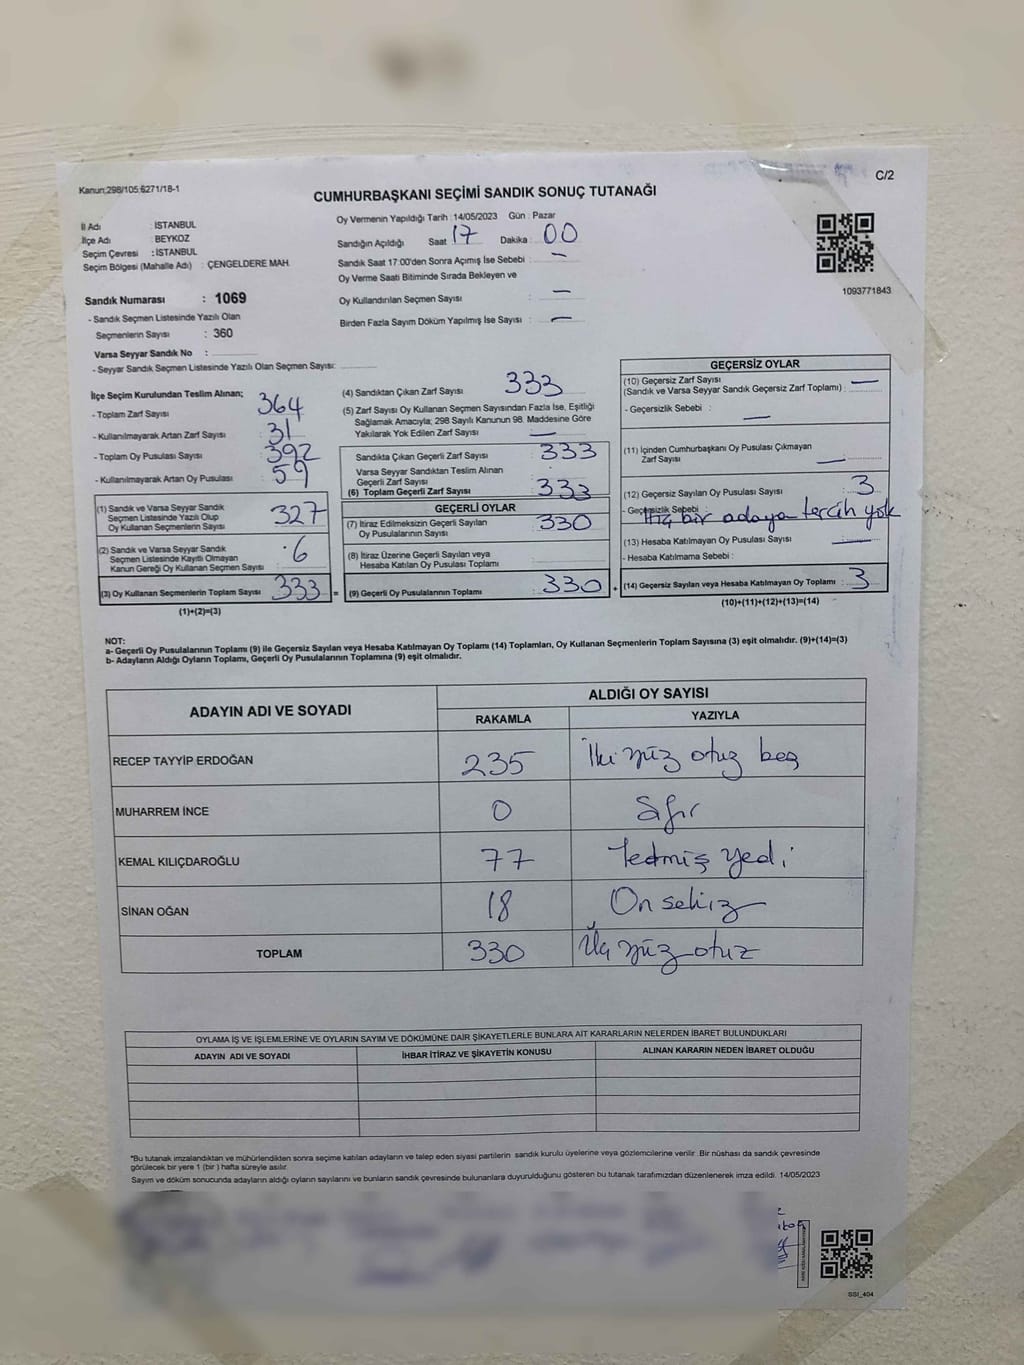 Kanun:298/105;6271/18-1
C/2
CUMHURBAŞKANI SEÇİMİ SANDIK SONUÇ TUTANAĞI
İl Adı : İSTANBUL
İlçe Adı : BEYKOZ
Seçim Çevresi : İSTANBUL
Seçim Bölgesi (Mahalle Adı) : ÇENGELDERE MAH.
Sandık Numarası : 1069
- Sandık Seçmen Listesinde Yazılı Olan
Seçmenlerin Sayısı : 360
Varsa Seyyar Sandık No :
- Seyyar Sandık Seçmen Listesinde Yazılı Olan Seçmen Sayısı:
Oy Vermenin Yapıldığı Tarih : 14/05/2023 Gün : Pazar
Sandığın Açıldığı Saat 17 Dakika : 00
Sandık Saat 17:00'den Sonra Açımış İse Sebebi : —
Oy Verme Saati Bitiminde Sırada Bekleyen ve
Oy Kullandırılan Seçmen Sayısı : —
Birden Fazla Sayım Döküm Yapılmış İse Sayısı : —
1093771843
İlçe Seçim Kurulundan Teslim Alınan;
- Toplam Zarf Sayısı : 364
- Kullanılmayarak Artan Zarf Sayısı : 31
- Toplam Oy Pusulası Sayısı : 392
- Kullanılmayarak Artan Oy Pusulası : 59
(1) Sandık ve Varsa Seyyar Sandık
Seçmen Listesinde Yazılı Olup
Oy Kullanan Seçmenlerin Sayısı : 327
(2) Sandık ve Varsa Seyyar Sandık
Seçmen Listesinde Kayıtlı Olmayan
Kanun Gereği Oy Kullanan Seçmen Sayısı : 6
(3) Oy Kullanan Seçmenlerin Toplam Sayısı : 333
(1)+(2)=(3)
(4) Sandıktan Çıkan Zarf Sayısı : 333
(5) Zarf Sayısı Oy Kullanan Seçmen Sayısından Fazla İse, Eşitliği
Sağlamak Amacıyla; 298 Sayılı Kanunun 98. Maddesine Göre
Yakılarak Yok Edilen Zarf Sayısı : —
Sandıkta Çıkan Geçerli Zarf Sayısı : 333
Varsa Seyyar Sandıktan Teslim Alınan
Geçerli Zarf Sayısı :
(6) Toplam Geçerli Zarf Sayısı : 333
GEÇERLİ OYLAR
(7) İtiraz Edilmeksizin Geçerli Sayılan
Oy Pusulalarının Sayısı : 330
(8) İtiraz Üzerine Geçerli Sayılan veya
Hesaba Katılan Oy Pusulası Toplamı :
(9) Geçerli Oy Pusulalarının Toplamı : 330
GEÇERSİZ OYLAR
(10) Geçersiz Zarf Sayısı : —
(Sandık ve Varsa Seyyar Sandık Geçersiz Zarf Toplamı)
- Geçersizlik Sebebi : —
(11) İçinden Cumhurbaşkanı Oy Pusulası Çıkmayan
Zarf Sayısı : —
(12) Geçersiz Sayılan Oy Pusulası Sayısı : 3
- Geçersizlik Sebebi : Hiç bir adaya tercih yok
(13) Hesaba Katılmayan Oy Pusulası Sayısı : —
- Hesaba Katılmama Sebebi :
(14) Geçersiz Sayılan veya Hesaba Katılmayan Oy Toplamı : 3
(10)+(11)+(12)+(13)=(14)
NOT:
a- Geçerli Oy Pusulalarının Toplamı (9) ile Geçersiz Sayılan veya Hesaba Katılmayan Oy Toplamı (14) Toplamları, Oy Kullanan Seçmenlerin Toplam Sayısına (3) eşit olmalıdır. (9)+(14)=(3)
b- Adayların Aldığı Oyların Toplamı, Geçerli Oy Pusulalarının Toplamına (9) eşit olmalıdır.
ADAYIN ADI VE SOYADI
ALDIĞI OY SAYISI
RAKAMLA YAZIYLA
RECEP TAYYİP ERDOĞAN 235 İki yüz otuz beş
MUHARREM İNCE 0 Sıfır
KEMAL KILIÇDAROĞLU 77 Yetmiş yedi
SİNAN OĞAN 18 On sekiz
TOPLAM 330 Üç yüz otuz
OYLAMA İŞ VE İŞLEMLERİNE VE OYLARIN SAYIM VE DÖKÜMÜNE DAİR ŞİKAYETLERLE BUNLARA AİT KARARLARIN NELERDEN İBARET BULUNDUKLARI
ADAYIN ADI VE SOYADI İHBAR İTİRAZ VE ŞİKAYETİN KONUSU ALINAN KARARIN NEDEN İBARET OLDUĞU
*Bu tutanak imzalandıktan ve mühürlendikten sonra seçime katılan adayların ve talep eden siyasi partilerin sandık kurulu üyelerine veya gözlemcilerine verilir. Bir nüshası da sandık çevresinde
görülecek bir yere 1 (bir) hafta süreyle asılır.
Sayım ve döküm sonucunda adayların aldığı oyların sayılarını ve bunların sandık çevresinde bulunanlara duyurulduğunu gösteren bu tutanak tarafımızdan düzenlenerek imza edildi. 14/05/2023
SSI_404